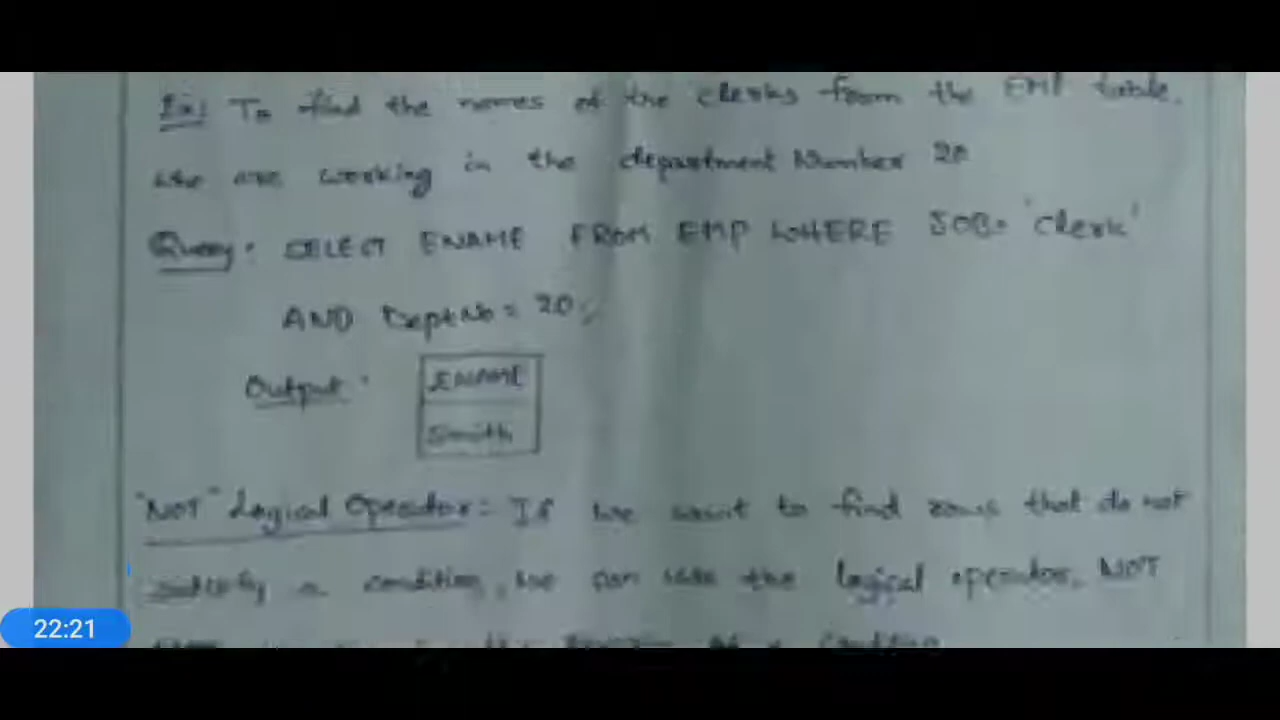 Ex: To find the names of the clerks from the EMP table.
who are working in the department Number 20
Query: SELECT ENAME FROM EMP WHERE JOB= 'Clerk'
AND DeptNo = 20;
Output:
ENAME
Smith
"NOT" Logical Operator:- If we want to find rows that do not
satisfy a condition, we can use the logical operator, NOT
of a condition
22:21